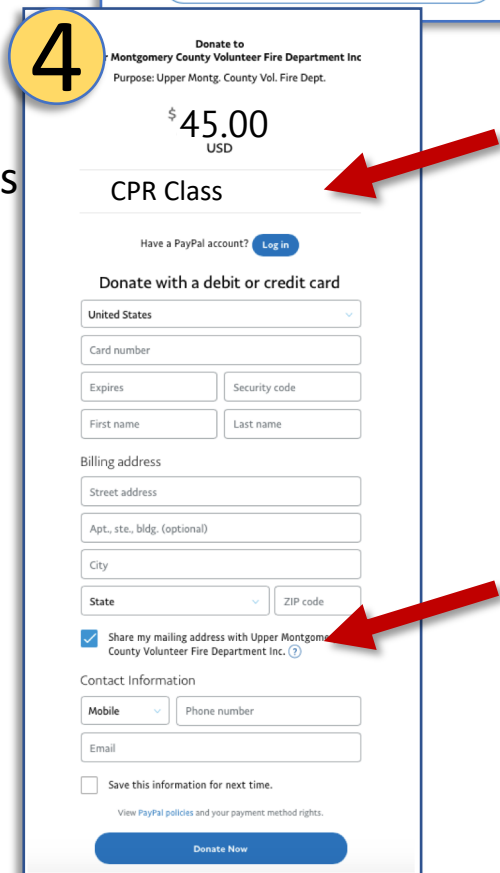 4
Donate to
r Montgomery County Volunteer Fire Department Inc
Purpose: Upper Montg. County Vol. Fire Dept.
$45.00
USD
s
CPR Class
Have a PayPal account? Log in
Donate with a debit or credit card
United States
Card number
Expires Security code
First name Last name
Billing address
Street address
Apt., ste., bldg. (optional)
City
State ZIP code
Share my mailing address with Upper Montgome
County Volunteer Fire Department Inc. ?
Contact Information
Mobile Phone number
Email
Save this information for next time.
View PayPal policies and your payment method rights.
Donate Now